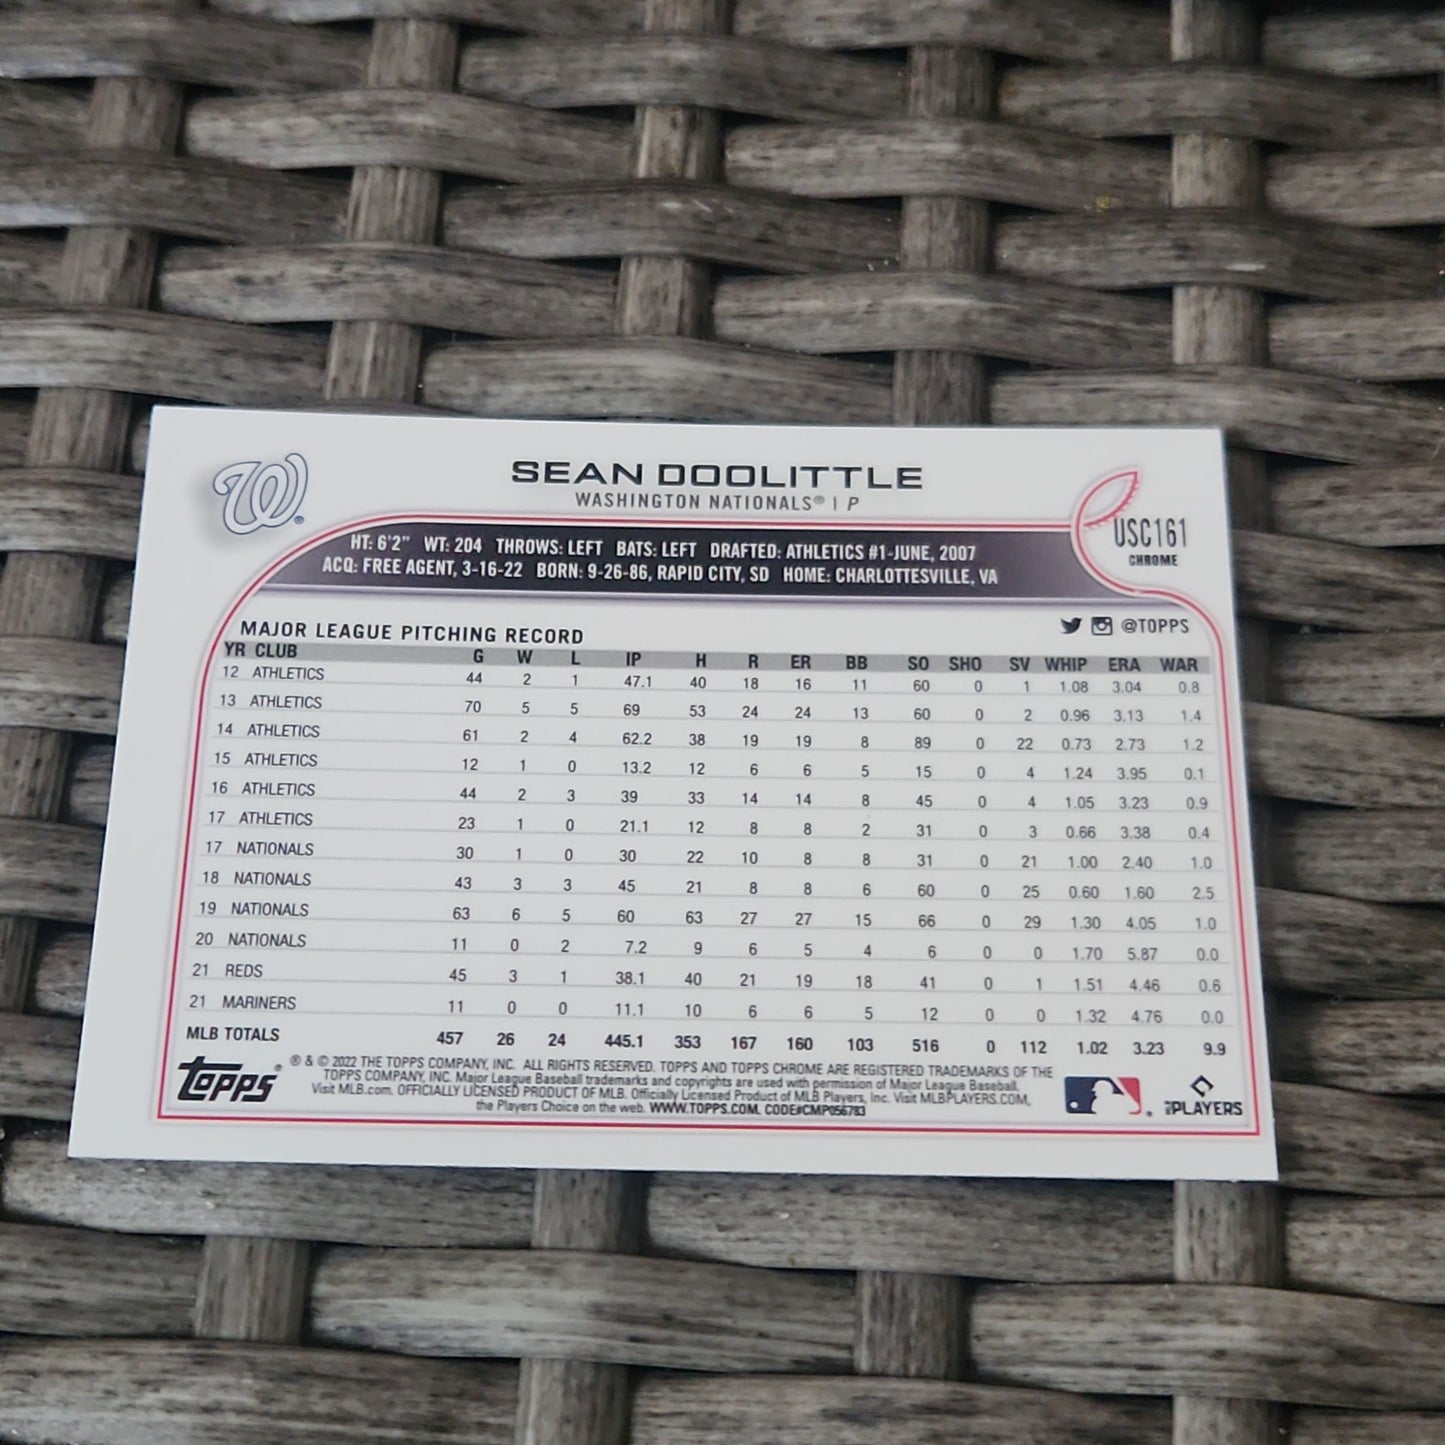 W®
SEAN DOOLITTLE
WASHINGTON NATIONALS® | P
USC161
CHROME
HT: 6'2" WT: 204 THROWS: LEFT BATS: LEFT DRAFTED: ATHLETICS #1-JUNE, 2007
ACQ: FREE AGENT, 3-16-22 BORN: 9-26-86, RAPID CITY, SD HOME: CHARLOTTESVILLE, VA
MAJOR LEAGUE PITCHING RECORD
@TOPPS
YR CLUB G W L IP H R ER BB SO SHO SV WHIP ERA WAR
12 ATHLETICS 44 2 1 47.1 40 18 16 11 60 0 1 1.08 3.04 0.8
13 ATHLETICS 70 5 5 69 53 24 24 13 60 0 2 0.96 3.13 1.4
14 ATHLETICS 61 2 4 62.2 38 19 19 8 89 0 22 0.73 2.73 1.2
15 ATHLETICS 12 1 0 13.2 12 6 6 5 15 0 4 1.24 3.95 0.1
16 ATHLETICS 44 2 3 39 33 14 14 8 45 0 4 1.05 3.23 0.9
17 ATHLETICS 23 1 0 21.1 12 8 8 2 31 0 3 0.66 3.38 0.4
17 NATIONALS 30 1 0 30 22 10 8 8 31 0 21 1.00 2.40 1.0
18 NATIONALS 43 3 3 45 21 8 8 6 60 0 25 0.60 1.60 2.5
19 NATIONALS 63 6 5 60 63 27 27 15 66 0 29 1.30 4.05 1.0
20 NATIONALS 11 0 2 7.2 9 6 5 4 6 0 0 1.70 5.87 0.0
21 REDS 45 3 1 38.1 40 21 19 18 41 0 1 1.51 4.46 0.6
21 MARINERS 11 0 0 11.1 10 6 6 5 12 0 0 1.32 4.76 0.0
MLB TOTALS 457 26 24 445.1 353 167 160 103 516 0 112 1.02 3.23 9.9
topps®
® & © 2022 THE TOPPS COMPANY, INC. ALL RIGHTS RESERVED. TOPPS AND TOPPS CHROME ARE REGISTERED TRADEMARKS OF THE
TOPPS COMPANY, INC. Major League Baseball trademarks and copyrights are used with permission of Major League Baseball.
Visit MLB.com. OFFICIALLY LICENSED PRODUCT OF MLB. Officially Licensed Product of MLB Players, Inc. Visit MLBPLAYERS.COM,
the Players Choice on the web. WWW.TOPPS.COM. CODE#CMP056783
PLAYERS